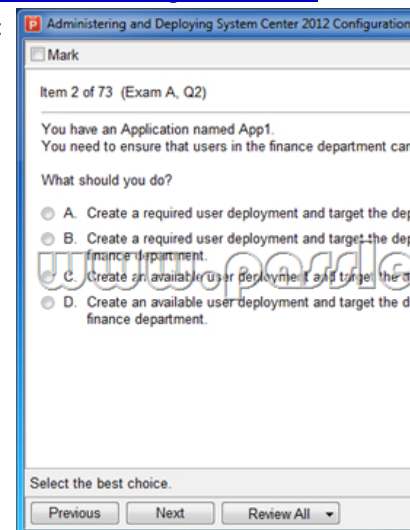 :
Administering and Deploying System Center 2012 Configuration
Mark
Item 2 of 73 (Exam A, Q2)
You have an Application named App1.
You need to ensure that users in the finance department can
What should you do?
A. Create a required user deployment and target the dep
B. Create a required user deployment and target the dep
finance department.
C. Create an available user deployment and target the d
D. Create an available user deployment and target the d
finance department.
www.passle
Select the best choice.
Previous Next Review All